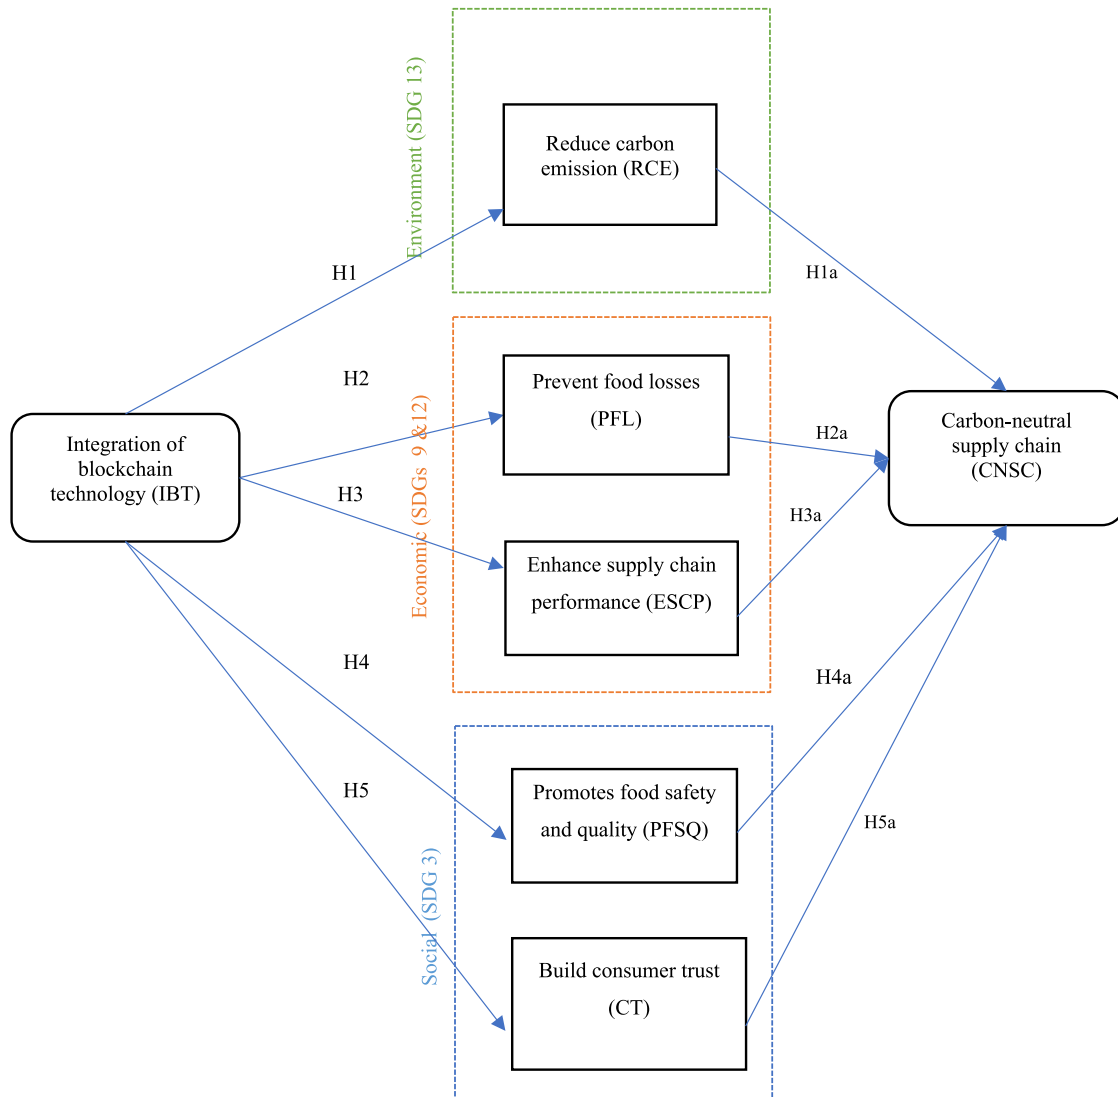 Environment (SDG 13)
Reduce carbon
emission (RCE)
H1
H1a
H2
Prevent food losses
(PFL)
H2a
Integration of
blockchain
technology (IBT)
Carbon-neutral
supply chain
(CNSC)
Economic (SDGs  9 &12)
H3
H3a
Enhance supply chain
performance (ESCP)
H4
H4a
Promotes food safety
and quality (PFSQ)
H5
H5a
Social  (SDG 3)
Build consumer trust
(CT)